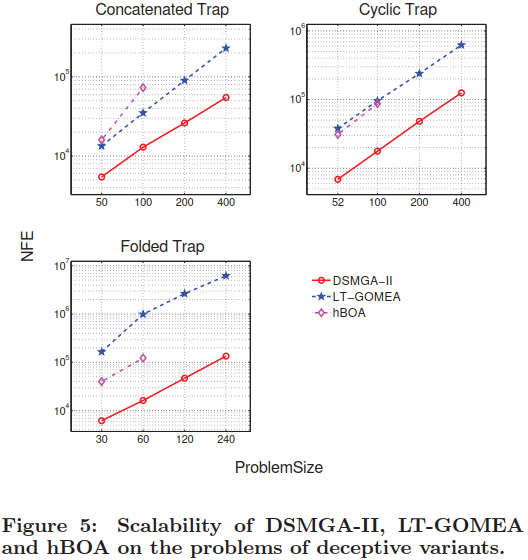 Concatenated Trap
10^5
10^4
50 100 200 400
Cyclic Trap
10^6
10^5
10^4
52 100 200 400
NFE
Folded Trap
10^7
10^6
10^5
10^4
30 60 120 240
DSMGA-II
LT-GOMEA
hBOA
ProblemSize
Figure 5: Scalability of DSMGA-II, LT-GOMEA
and hBOA on the problems of deceptive variants.